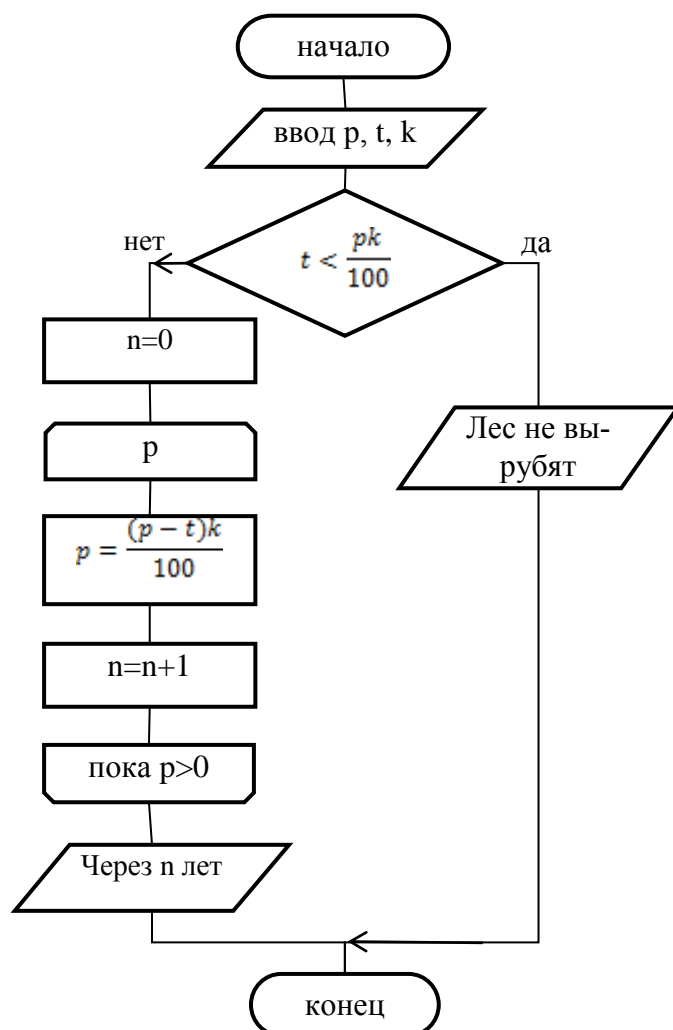 начало
ввод p, t, k
нет
да
t < pk/100
n=0
p
Лес не вы-
рубят
p = (p − t)k/100
n=n+1
пока p>0
Через n лет
конец